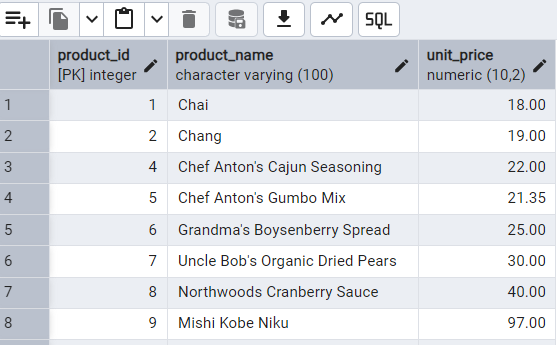 SQL
product_id product_name unit_price
[PK] integer character varying (100) numeric (10,2)
1 1 Chai 18.00
2 2 Chang 19.00
3 4 Chef Anton's Cajun Seasoning 22.00
4 5 Chef Anton's Gumbo Mix 21.35
5 6 Grandma's Boysenberry Spread 25.00
6 7 Uncle Bob's Organic Dried Pears 30.00
7 8 Northwoods Cranberry Sauce 40.00
8 9 Mishi Kobe Niku 97.00